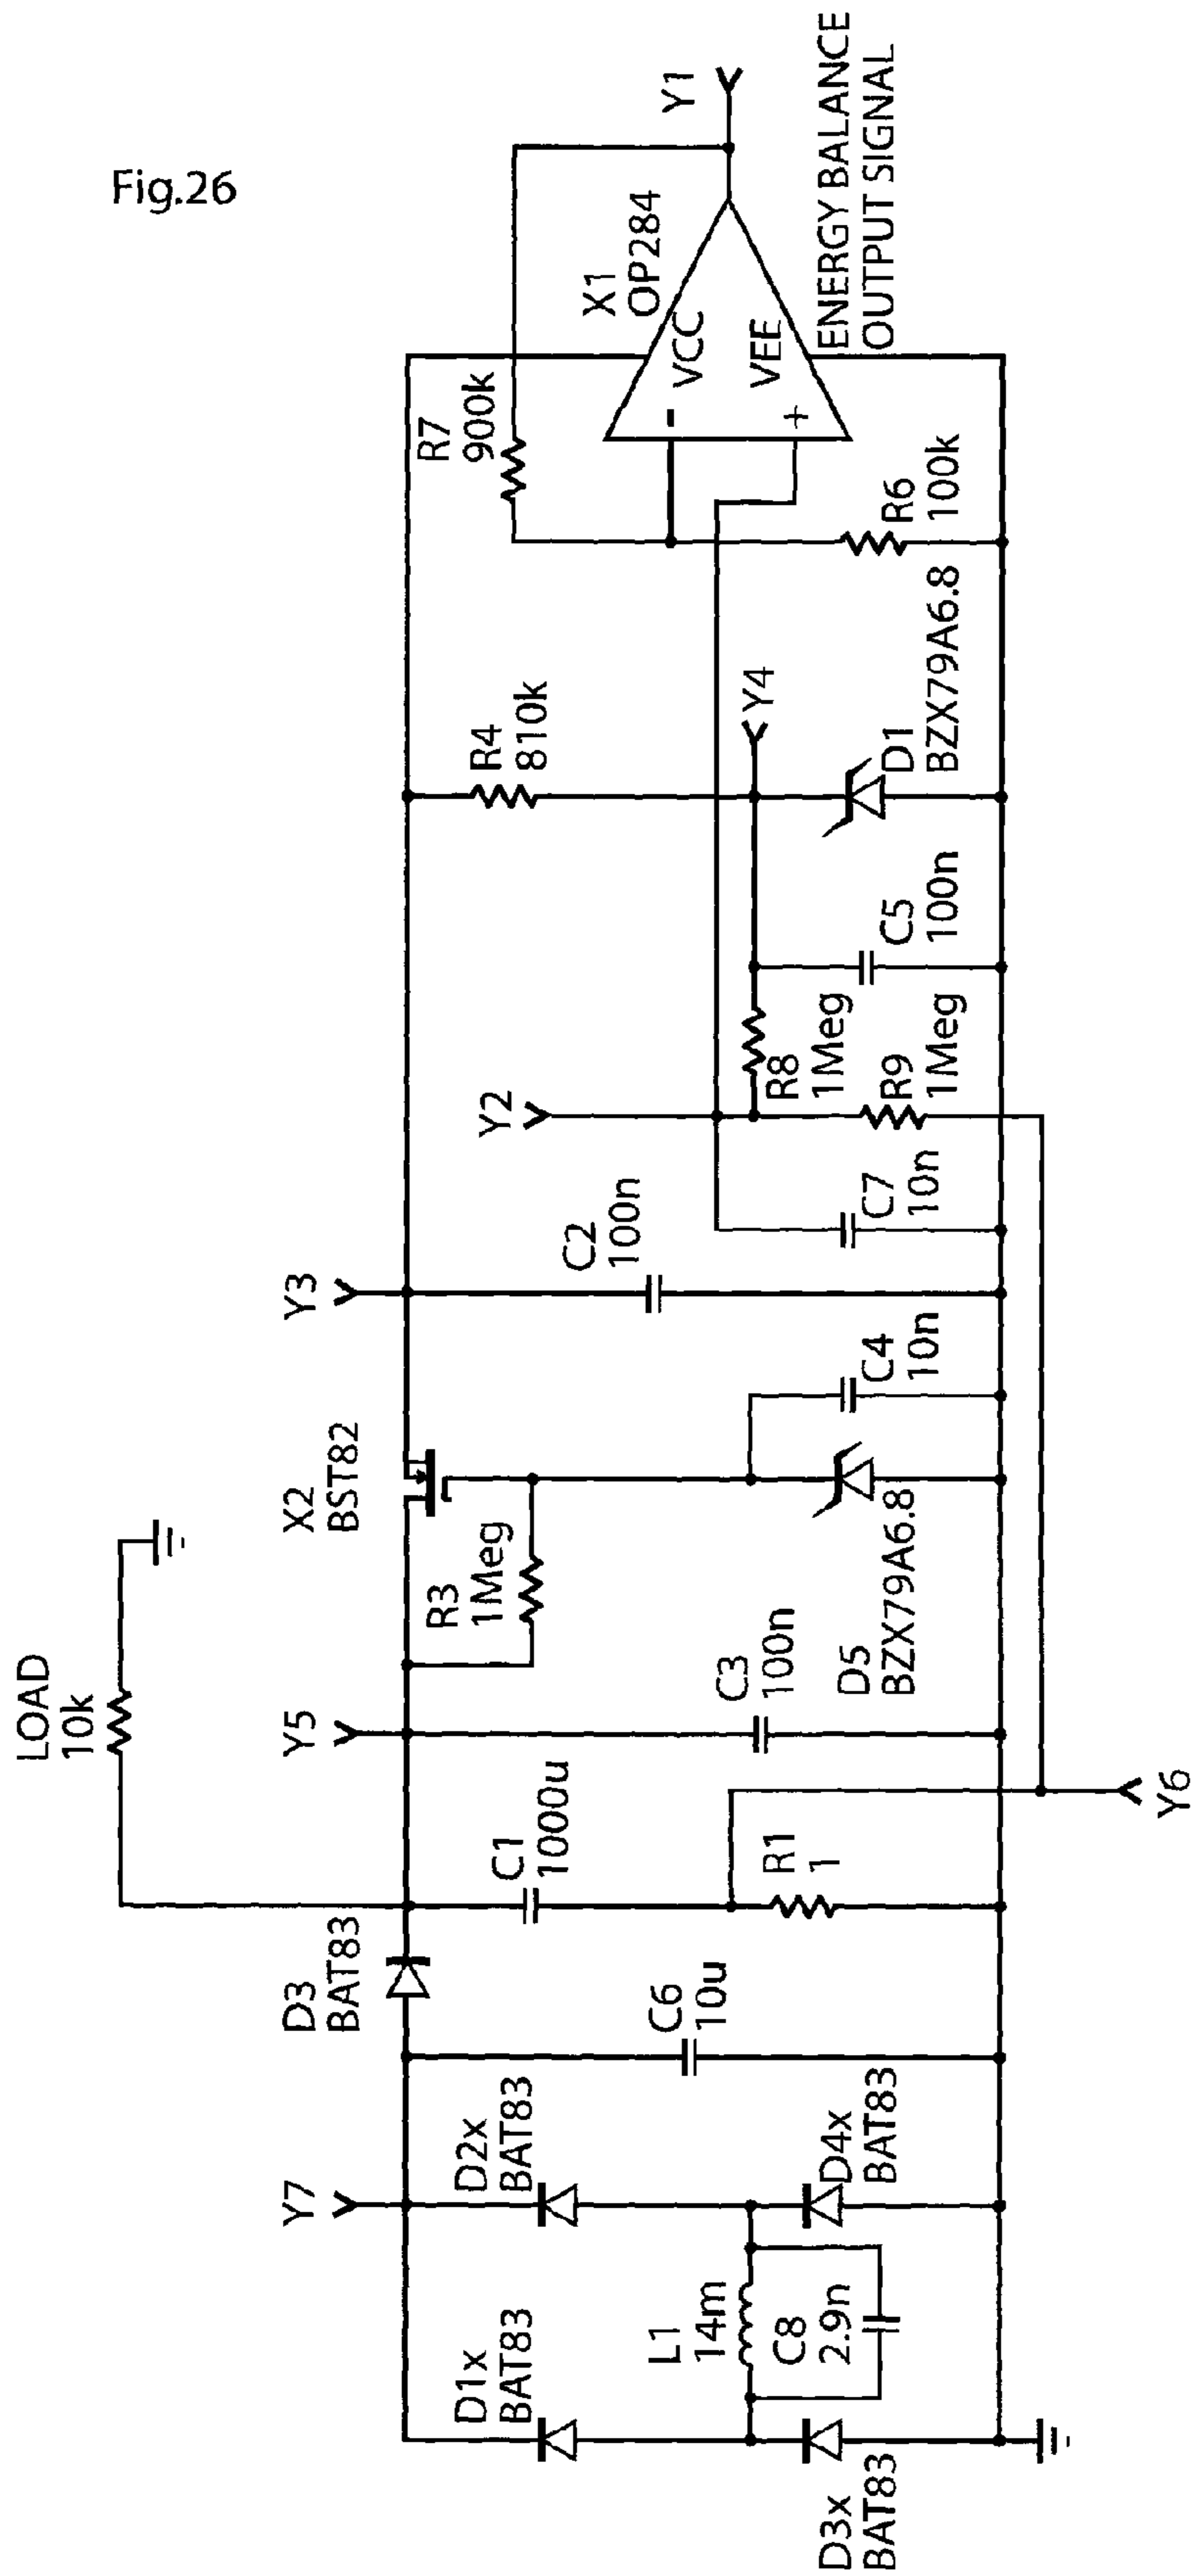 Fig.26
LOAD
10k
D1x
BAT83
D3x
BAT83
L1
14m
C8
2.9n
Y7
D2x
BAT83
D4x
BAT83
C6
10u
D3
BAT83
C1
1000u
R1
1
Y6
Y5
C3
100n
R3
1Meg
D5
BZX79A6.8
X2
BST82
C4
10n
Y3
C2
100n
C7
10n
Y2
R8
1Meg
R9
1Meg
C5
100n
R4
810k
Y4
D1
BZX79A6.8
R7
900k
R6
100k
X1
OP284
VCC
VEE
-
+
Y1
ENERGY BALANCE
OUTPUT SIGNAL